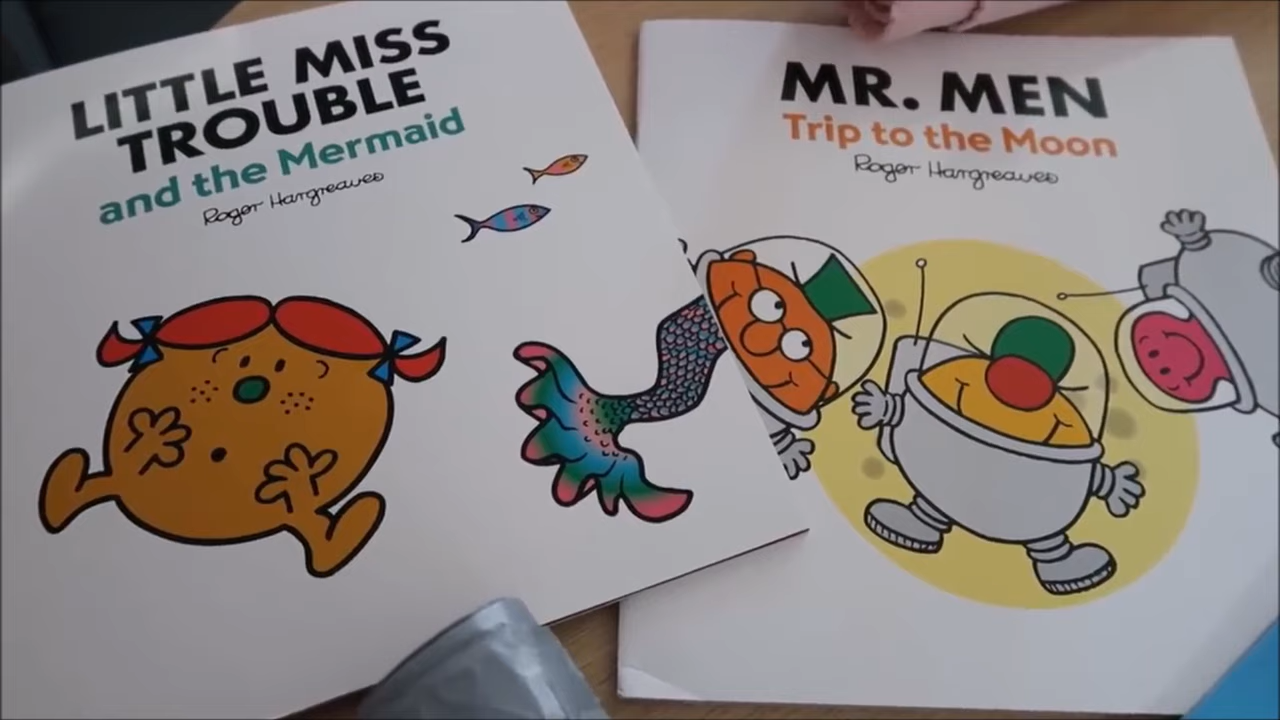 LITTLE MISS
TROUBLE
and the Mermaid
Roger Hargreaves
MR. MEN
Trip to the Moon
Roger Hargreaves